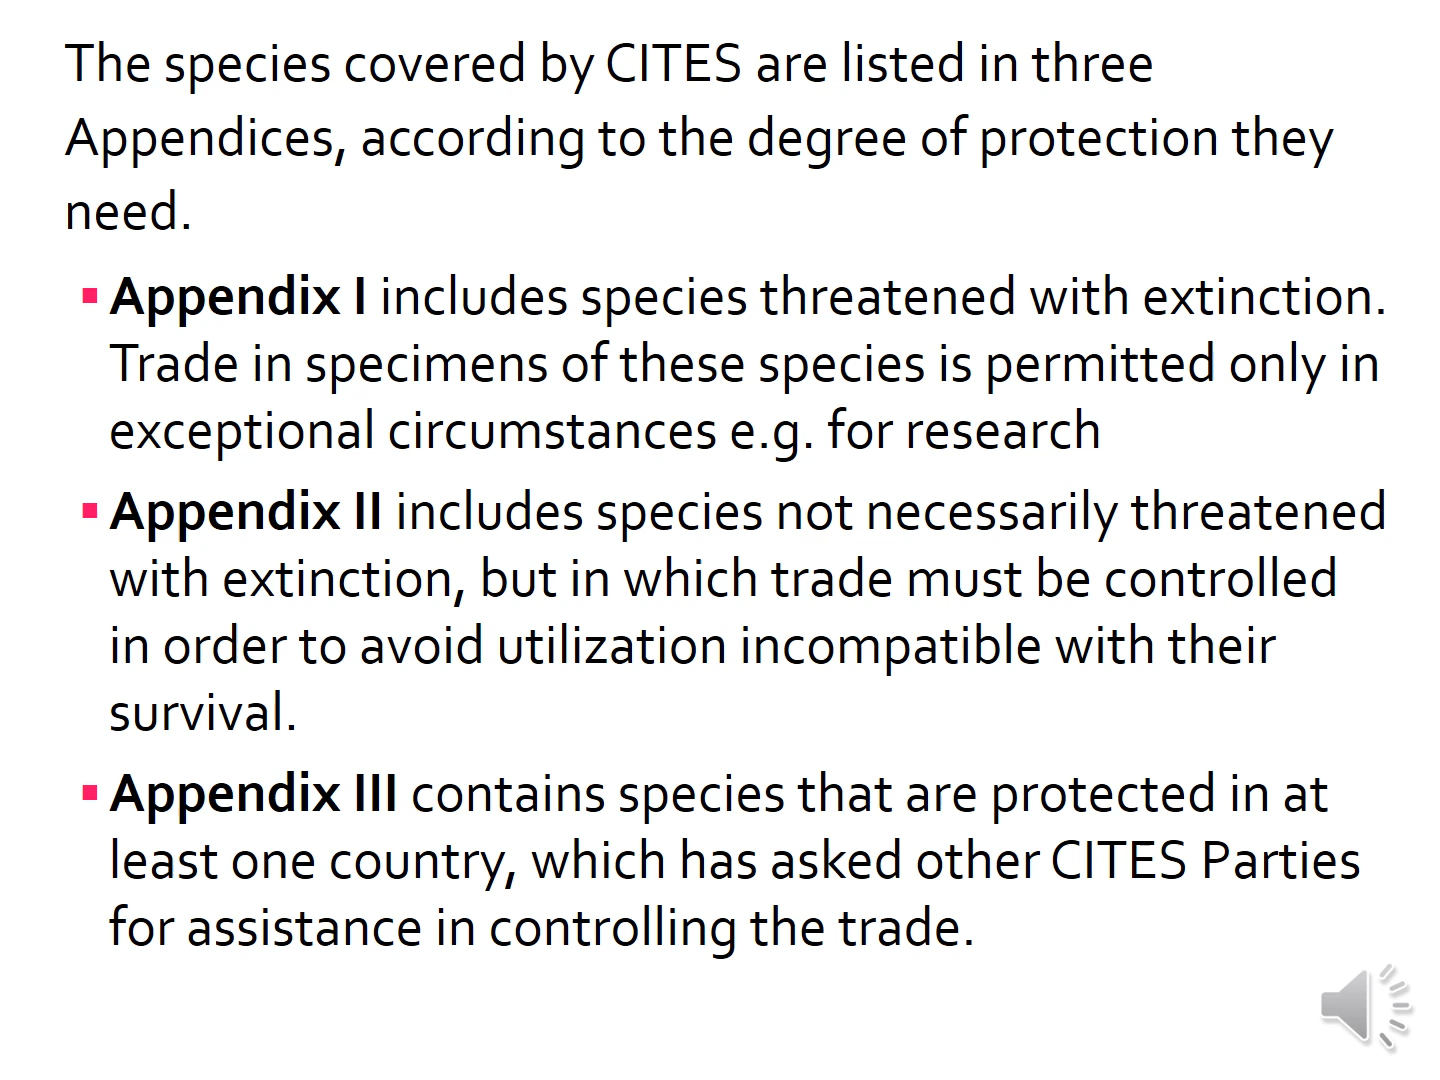 The species covered by CITES are listed in three
Appendices, according to the degree of protection they
need.
▪ Appendix I includes species threatened with extinction.
Trade in specimens of these species is permitted only in
exceptional circumstances e.g. for research
▪ Appendix II includes species not necessarily threatened
with extinction, but in which trade must be controlled
in order to avoid utilization incompatible with their
survival.
▪ Appendix III contains species that are protected in at
least one country, which has asked other CITES Parties
for assistance in controlling the trade.